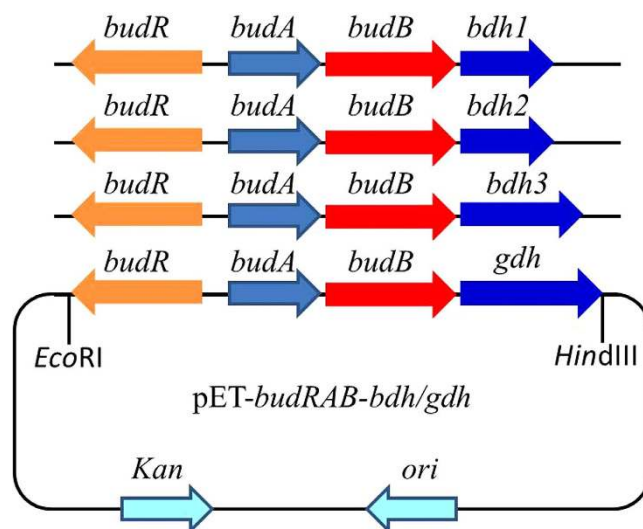 budR budA budB bdh1
budR budA budB bdh2
budR budA budB bdh3
budR budA budB gdh
EcoRI HindIII
pET-budRAB-bdh/gdh
Kan ori